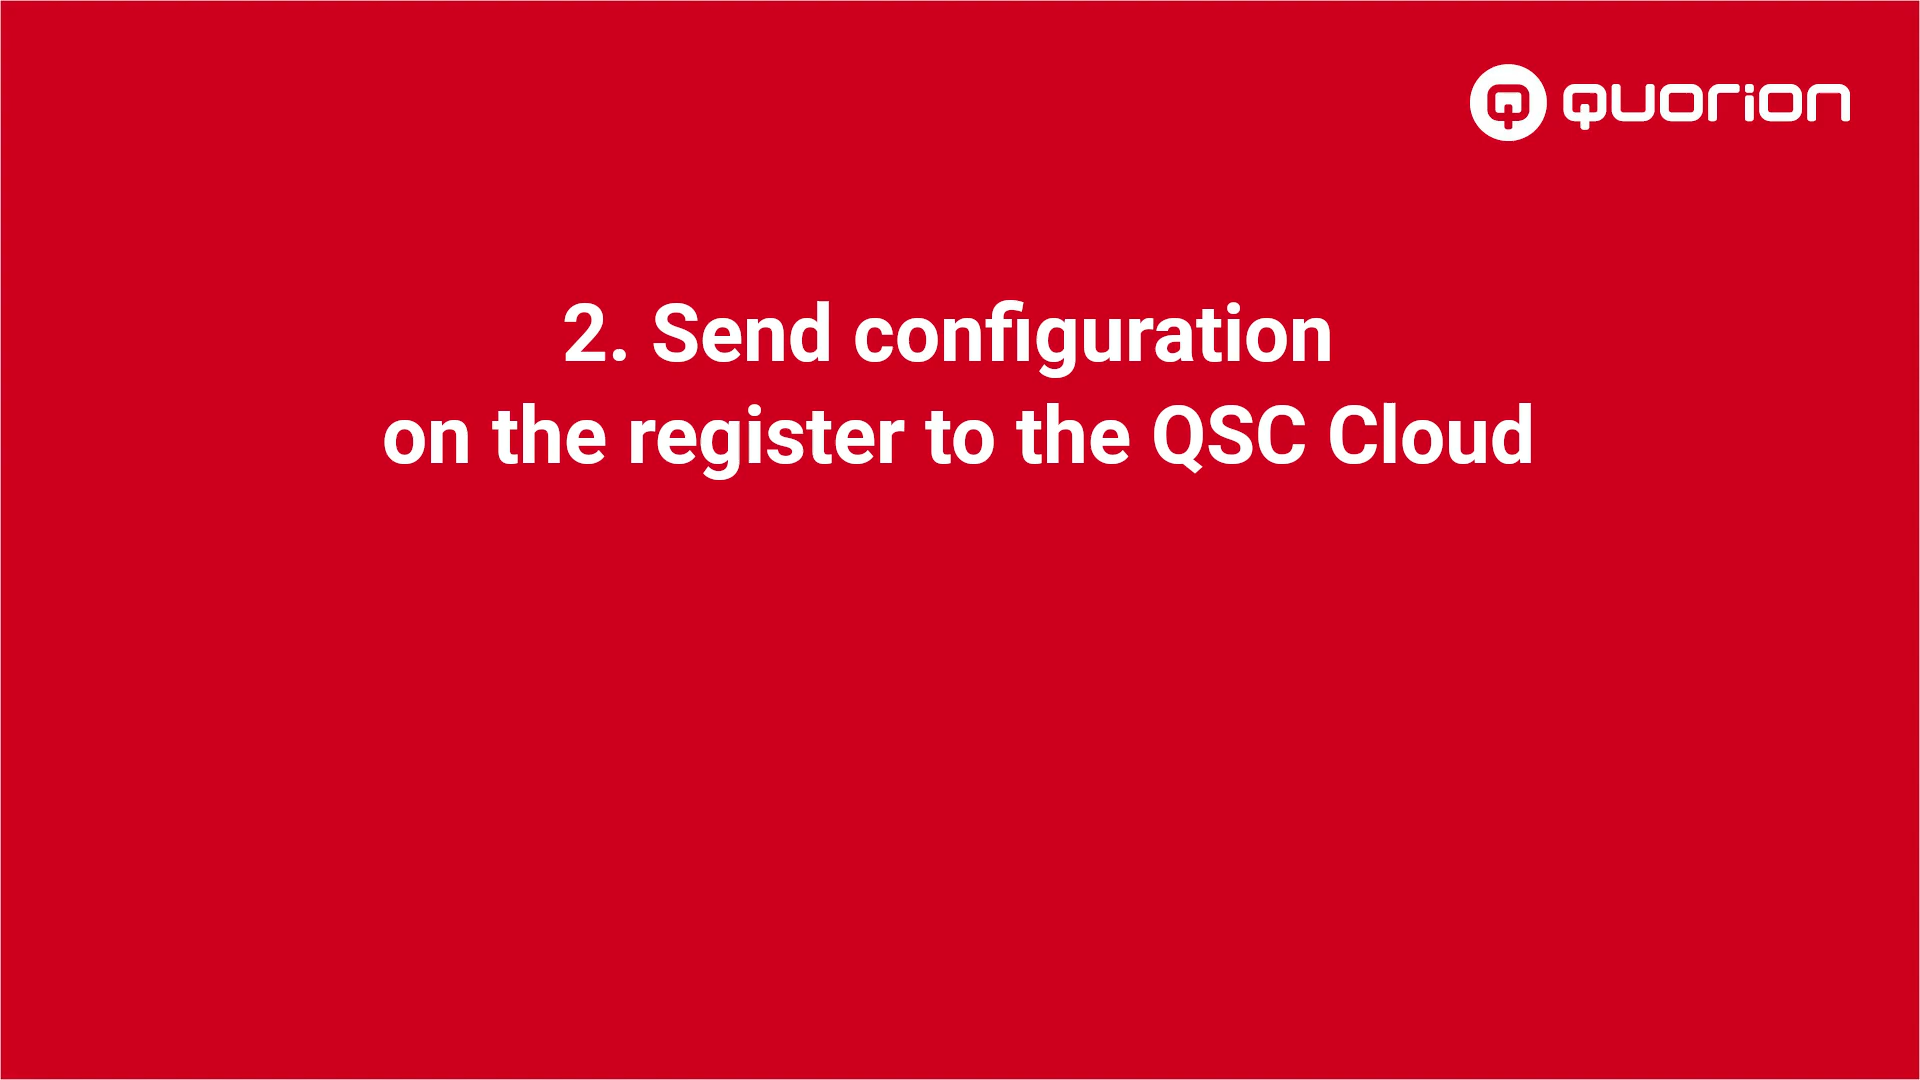 QUORION
2. Send configuration
on the register to the QSC Cloud